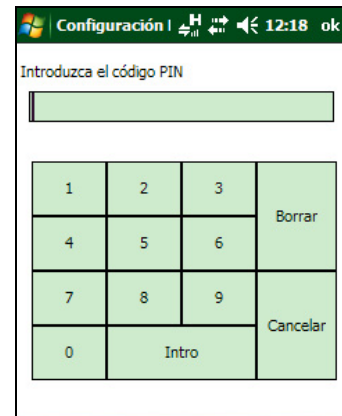 Configuración I H 12:18 ok
Introduzca el código PIN
1 2 3 Borrar
4 5 6
7 8 9 Cancelar
0 Intro